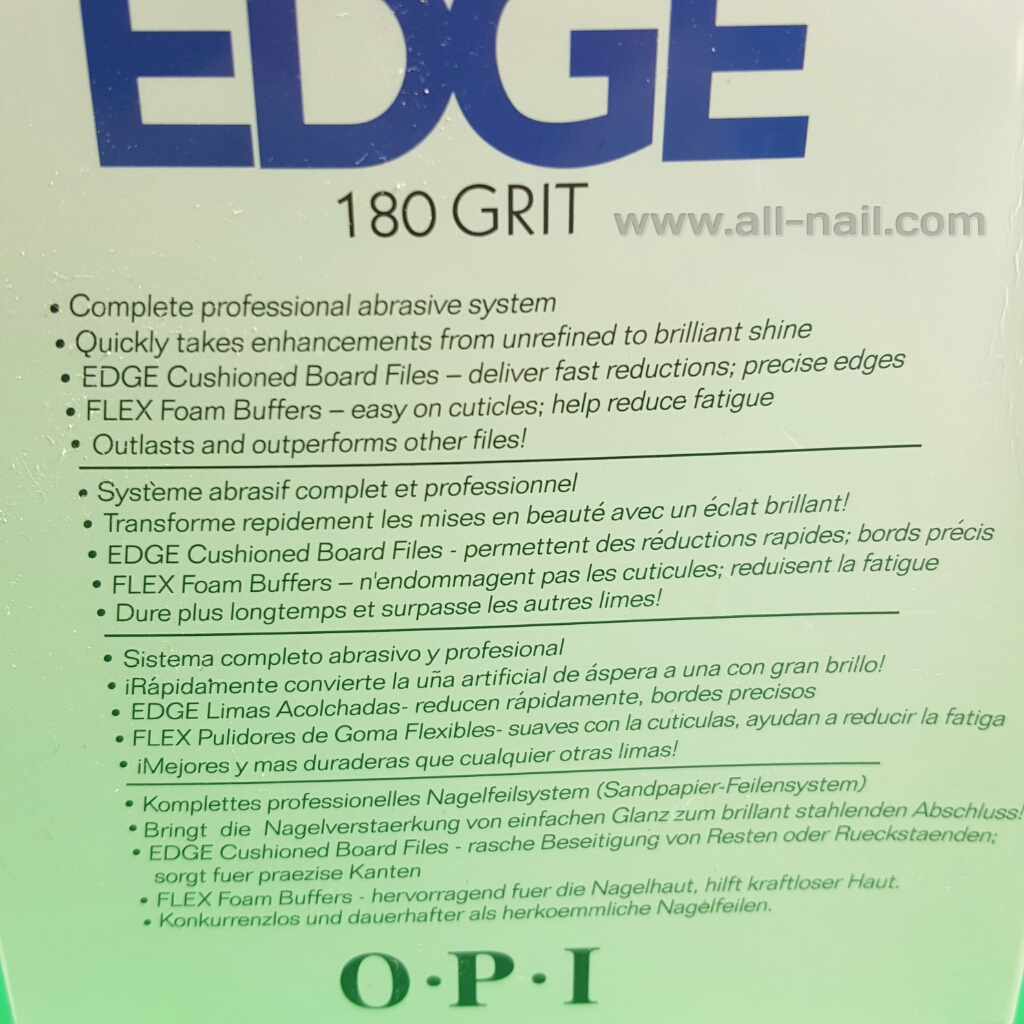 EDGE
180 GRIT
www.all-nail.com
• Complete professional abrasive system
• Quickly takes enhancements from unrefined to brilliant shine
• EDGE Cushioned Board Files – deliver fast reductions; precise edges
• FLEX Foam Buffers – easy on cuticles; help reduce fatigue
• Outlasts and outperforms other files!
• Système abrasif complet et professionnel
• Transforme repidement les mises en beauté avec un éclat brillant!
• EDGE Cushioned Board Files - permettent des réductions rapides; bords précis
• FLEX Foam Buffers – n'endommagent pas les cuticules; reduisent la fatigue
• Dure plus longtemps et surpasse les autres limes!
• Sistema completo abrasivo y profesional
• ¡Rápidamente convierte la uña artificial de áspera a una con gran brillo!
• EDGE Limas Acolchadas- reducen rápidamente, bordes precisos
• FLEX Pulidores de Goma Flexibles- suaves con la cuticulas, ayudan a reducir la fatiga
• ¡Mejores y mas duraderas que cualquier otras limas!
• Komplettes professionelles Nagelfeilsystem (Sandpapier-Feilensystem)
• Bringt die Nagelverstaerkung von einfachen Glanz zum brillant stahlenden Abschluss!
• EDGE Cushioned Board Files - rasche Beseitigung von Resten oder Rueckstaenden;
sorgt fuer praezise Kanten
• FLEX Foam Buffers - hervorragend fuer die Nagelhaut, hilft kraftloser Haut.
• Konkurrenzlos und dauerhafter als herkoemmliche Nagelfeilen.
O·P·I